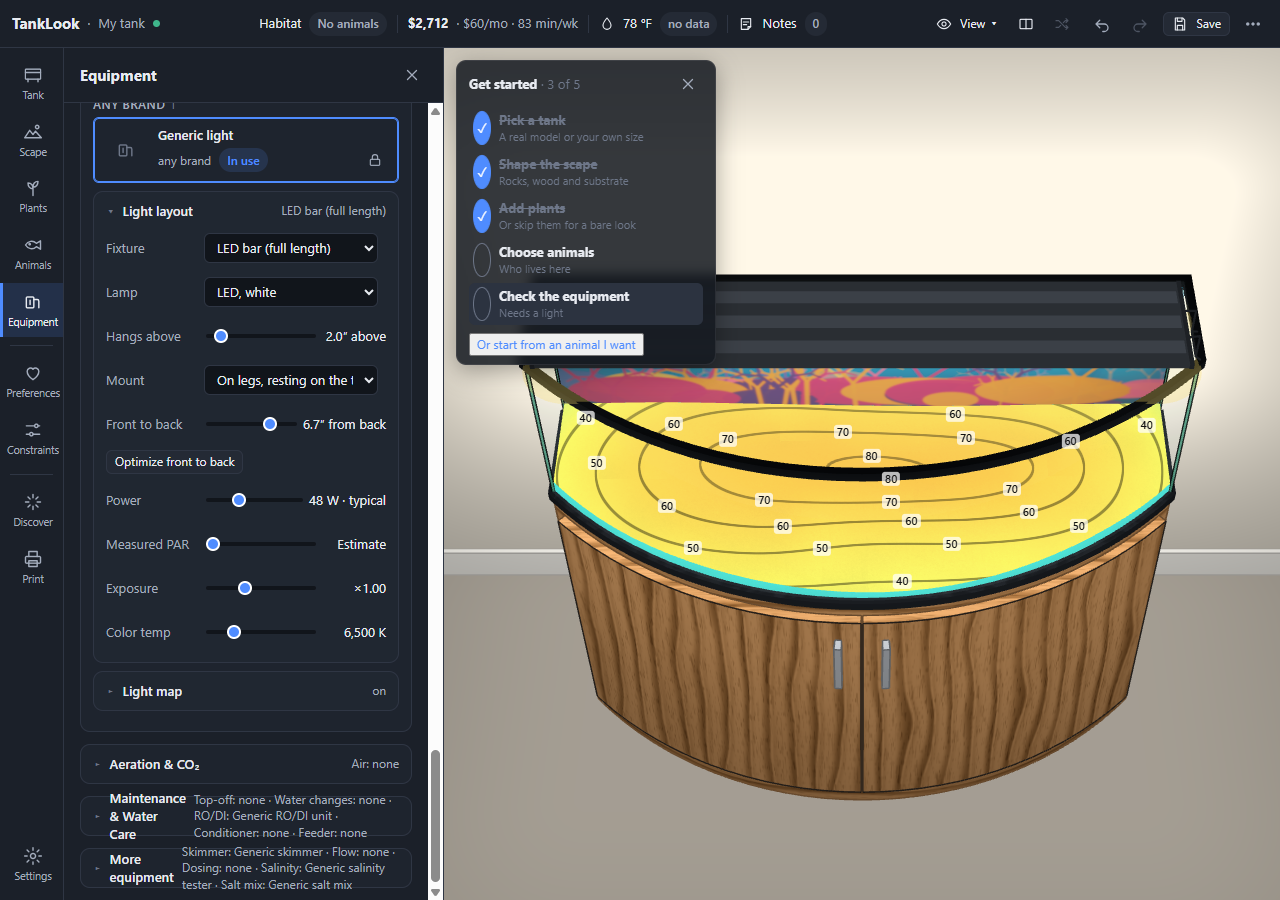 TankLook · My tank
Habitat No animals $2,712 · $60/mo · 83 min/wk 78 °F no data Notes 0 View Save
Tank
Scape
Plants
Animals
Equipment
Preferences
Constraints
Discover
Print
Settings
Equipment
ANY BRAND 1
Generic light
any brand In use
Light layout LED bar (full length)
Fixture LED bar (full length)
Lamp LED, white
Hangs above 2.0″ above
Mount On legs, resting on the
Front to back 6.7″ from back
Optimize front to back
Power 48 W · typical
Measured PAR Estimate
Exposure ×1.00
Color temp 6,500 K
Light map on
Aeration & CO₂ Air: none
Maintenance & Water Care
Top-off: none · Water changes: none ·
RO/DI: Generic RO/DI unit ·
Conditioner: none · Feeder: none
More equipment
Skimmer: Generic skimmer · Flow: none ·
Dosing: none · Salinity: Generic salinity
tester · Salt mix: Generic salt mix
Get started · 3 of 5
Pick a tank
A real model or your own size
Shape the scape
Rocks, wood and substrate
Add plants
Or skip them for a bare look
Choose animals
Who lives here
Check the equipment
Needs a light
Or start from an animal I want
40 60 70 70 60 70 60 40
50 80 80 70
60 70 70 60 60 60 50
50 50 50
40